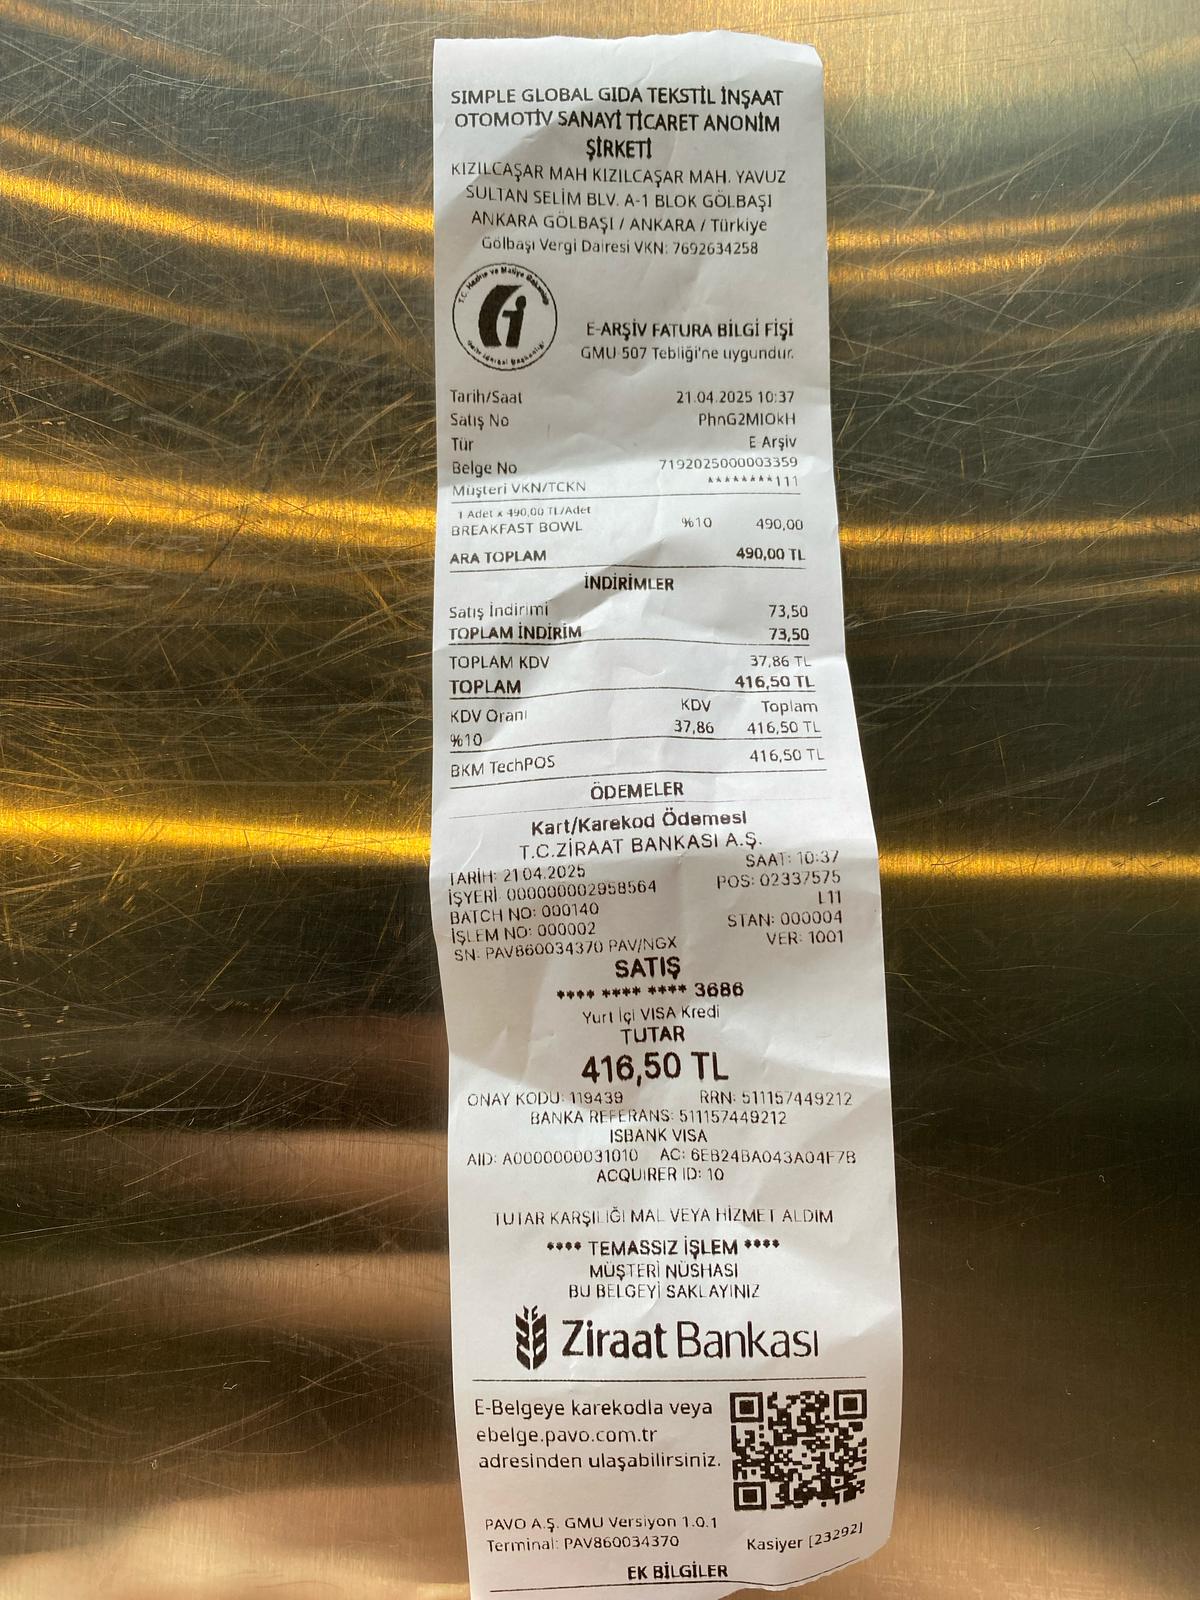 SIMPLE GLOBAL GIDA TEKSTİL İNŞAAT
OTOMOTİV SANAYİ TİCARET ANONİM
ŞİRKETİ
KIZILCAŞAR MAH KIZILCAŞAR MAH. YAVUZ
SULTAN SELİM BLV. A-1 BLOK GÖLBAŞI
ANKARA GÖLBAŞI / ANKARA / Türkiye
Gölbaşı Vergi Dairesi VKN: 7692634258
T.C. Hazine ve Maliye Bakanlığı
Gelir İdaresi Başkanlığı
E-ARŞİV FATURA BİLGİ FİŞİ
GMU 507 Tebliği'ne uygundur.
Tarih/Saat 21.04.2025 10:37
Satış No PhnG2MIOkH
Tür E Arşiv
Belge No 7192025000003359
Müşteri VKN/TCKN ********111
1 Adet x 490,00 TL/Adet
BREAKFAST BOWL %10 490,00
ARA TOPLAM 490,00 TL
İNDİRİMLER
Satış İndirimi 73,50
TOPLAM İNDİRİM 73,50
TOPLAM KDV 37,86 TL
TOPLAM 416,50 TL
KDV Oranı KDV Toplam
%10 37,86 416,50 TL
BKM TechPOS 416,50 TL
ÖDEMELER
Kart/Karekod Ödemesi
T.C.ZİRAAT BANKASI A.Ş.
TARİH: 21.04.2025 SAAT: 10:37
İŞYERİ: 000000002958564 POS: 02337575
BATCH NO: 000140 L11
İŞLEM NO: 000002 STAN: 000004
SN: PAV860034370 PAV/NGX VER: 1001
SATIŞ
**** **** **** 3686
Yurt İçi VISA Kredi
TUTAR
416,50 TL
ONAY KODU: 119439 RRN: 511157449212
BANKA REFERANS: 511157449212
ISBANK VISA
AID: A0000000031010 AC: 6EB24BA043A04F7B
ACQUIRER ID: 10
TUTAR KARŞILIĞI MAL VEYA HİZMET ALDIM
**** TEMASSIZ İŞLEM ****
MÜŞTERİ NÜSHASI
BU BELGEYİ SAKLAYINIZ
Ziraat Bankası
E-Belgeye karekodla veya
ebelge.pavo.com.tr
adresinden ulaşabilirsiniz.
PAVO A.Ş. GMU Versiyon 1.0.1
Terminal: PAV860034370 Kasiyer [23292]
EK BİLGİLER